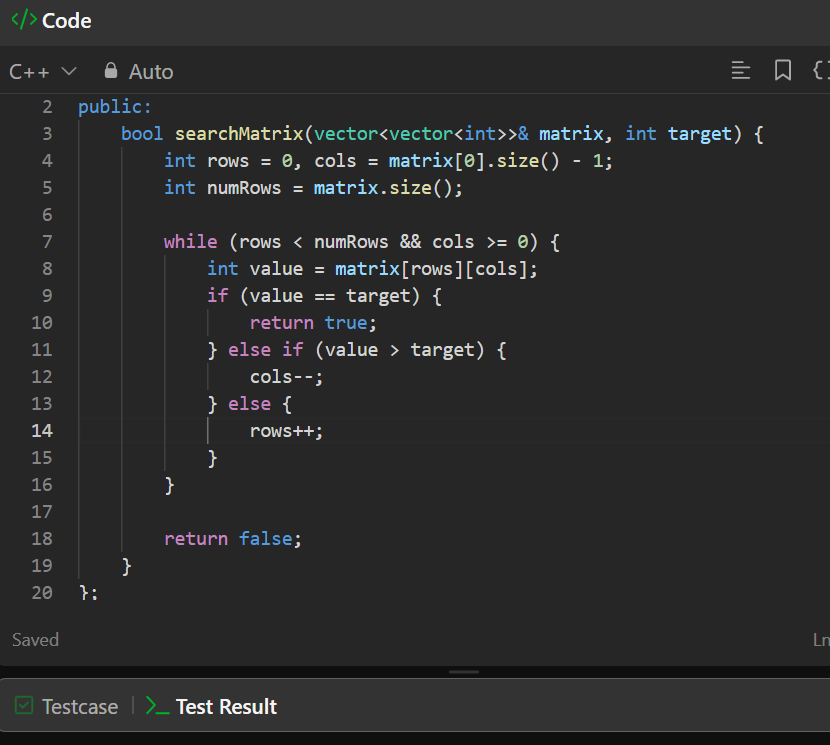 </> Code
C++ Auto
2 public:
3     bool searchMatrix(vector<vector<int>>& matrix, int target) {
4         int rows = 0, cols = matrix[0].size() - 1;
5         int numRows = matrix.size();
6
7         while (rows < numRows && cols >= 0) {
8             int value = matrix[rows][cols];
9             if (value == target) {
10                 return true;
11             } else if (value > target) {
12                 cols--;
13             } else {
14                 rows++;
15             }
16         }
17
18         return false;
19     }
20 };
Saved Ln
Testcase | >_ Test Result